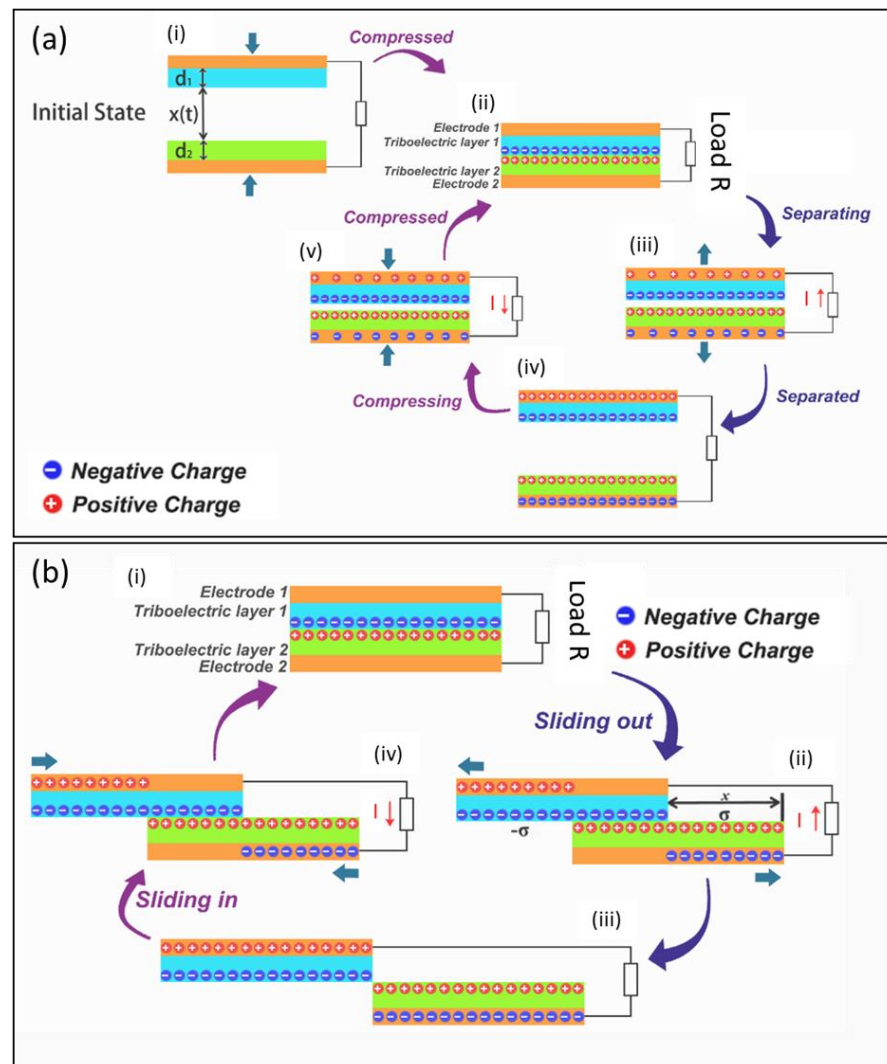 (a)
(i)
Compressed
d₁
Initial State
x(t)
d₂
(ii)
Electrode 1
Triboelectric layer 1
Triboelectric layer 2
Electrode 2
Load R
Compressed
Separating
(v)
(iii)
I
I
(iv)
Compressing
Separated
Negative Charge
Positive Charge
(b)
(i)
Electrode 1
Triboelectric layer 1
Triboelectric layer 2
Electrode 2
Load R
Negative Charge
Positive Charge
Sliding out
(iv)
(ii)
x
I
σ
I
-σ
Sliding in
(iii)